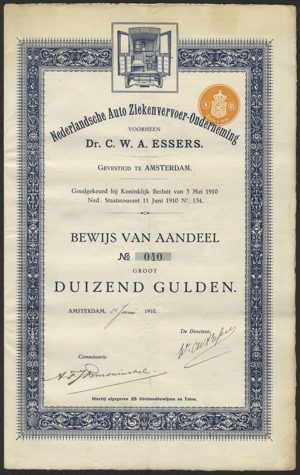 Nederlandsche Auto Ziekenvervoer-Onderneming
VOORHEEN
Dr. C. W. A. ESSERS.
GEVESTIGD TE AMSTERDAM.
Goedgekeurd bij Koninklijk Besluit van 3 Mei 1910
Ned. Staatscourant 11 Juni 1910 No. 134.
BEWIJS VAN AANDEEL
No 040
GROOT
DUIZEND GULDEN.
AMSTERDAM, 11 Juni 1910.
De Directeur,
Commissaris.
Hierbij afgegeven 25 Dividendbewijzen en Talon.